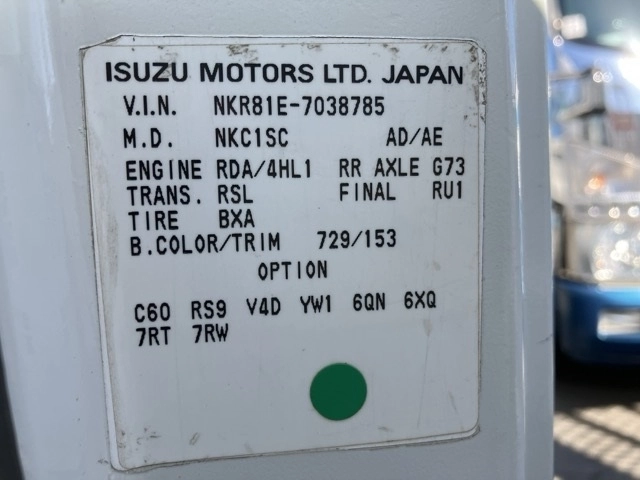 ISUZU MOTORS LTD. JAPAN
V.I.N. NKR81E-7038785
M.D. NKC1SC AD/AE
ENGINE RDA/4HL1 RR AXLE G73
TRANS. RSL FINAL RU1
TIRE BXA
B.COLOR/TRIM 729/153
OPTION
C60 RS9 V4D YW1 6QN 6XQ
7RT 7RW